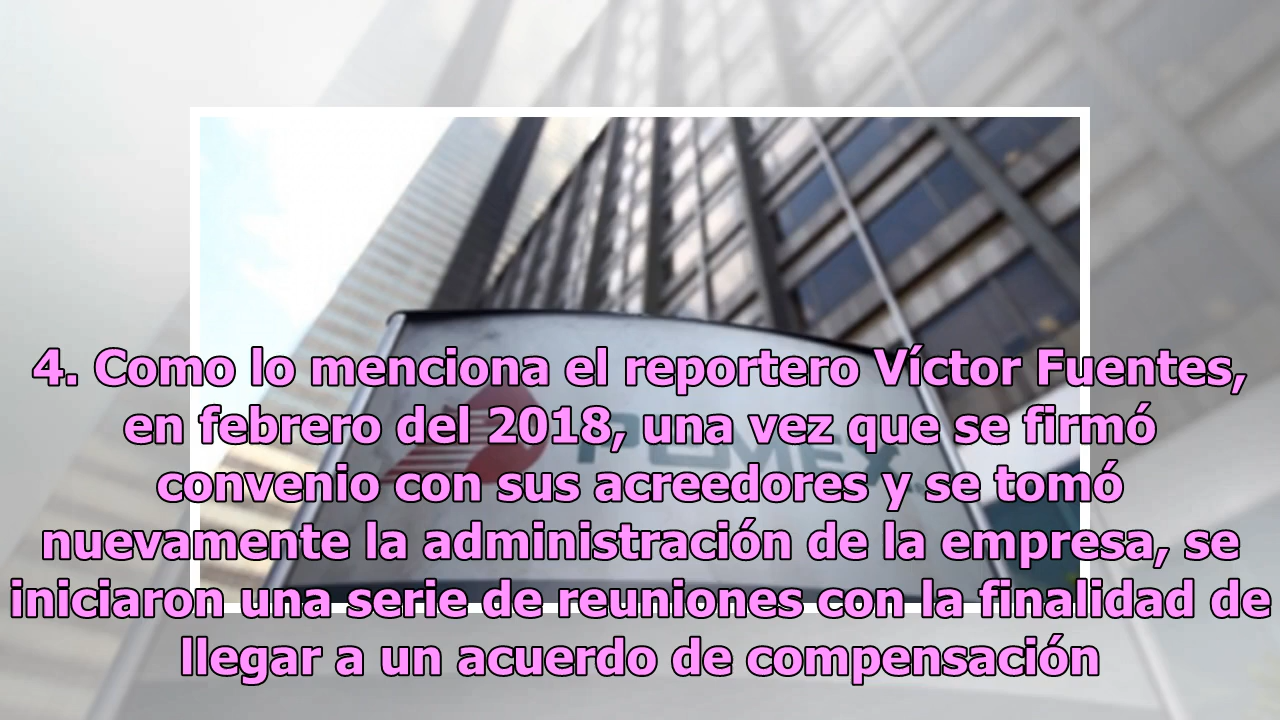 4. Como lo menciona el reportero Víctor Fuentes,
en febrero del 2018, una vez que se firmó
convenio con sus acreedores y se tomó
nuevamente la administración de la empresa, se
iniciaron una serie de reuniones con la finalidad de
llegar a un acuerdo de compensación
PEMEX